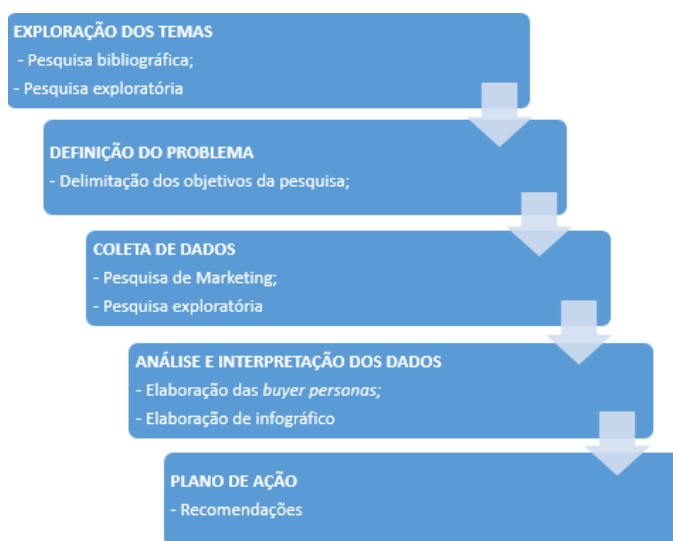 EXPLORAÇÃO DOS TEMAS
- Pesquisa bibliográfica;
- Pesquisa exploratória
DEFINIÇÃO DO PROBLEMA
- Delimitação dos objetivos da pesquisa;
COLETA DE DADOS
- Pesquisa de Marketing;
- Pesquisa exploratória
ANÁLISE E INTERPRETAÇÃO DOS DADOS
- Elaboração das buyer personas;
- Elaboração de infográfico
PLANO DE AÇÃO
- Recomendações